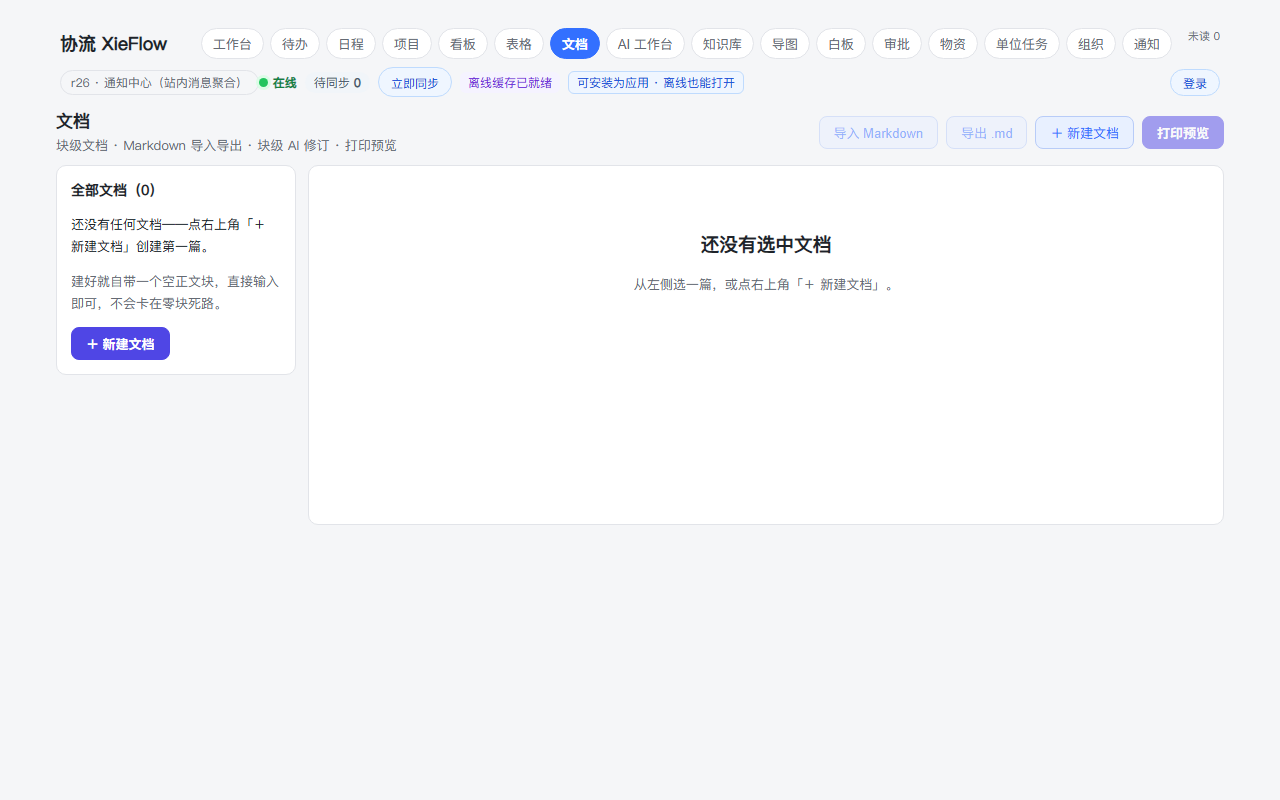 协流 XieFlow
工作台
待办
日程
项目
看板
表格
文档
AI 工作台
知识库
导图
白板
审批
物资
单位任务
组织
通知
未读 0
r26 · 通知中心（站内消息聚合）
在线
待同步 0
立即同步
离线缓存已就绪
可安装为应用 · 离线也能打开
登录
文档
块级文档 · Markdown 导入导出 · 块级 AI 修订 · 打印预览
导入 Markdown
导出 .md
＋ 新建文档
打印预览
全部文档（0）
还没有任何文档——点右上角「＋
新建文档」创建第一篇。
建好就自带一个空正文块，直接输入
即可，不会卡在零块死路。
＋ 新建文档
还没有选中文档
从左侧选一篇，或点右上角「＋ 新建文档」。